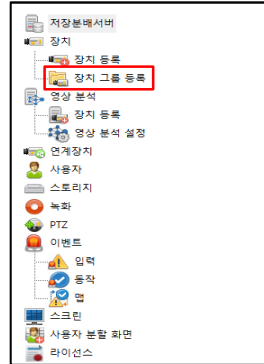 저장분배서버
장치
장치 등록
장치 그룹 등록
영상 분석
장치 등록
영상 분석 설정
연계장치
사용자
스토리지
녹화
PTZ
이벤트
입력
동작
맵
스크린
사용자 분할 화면
라이선스